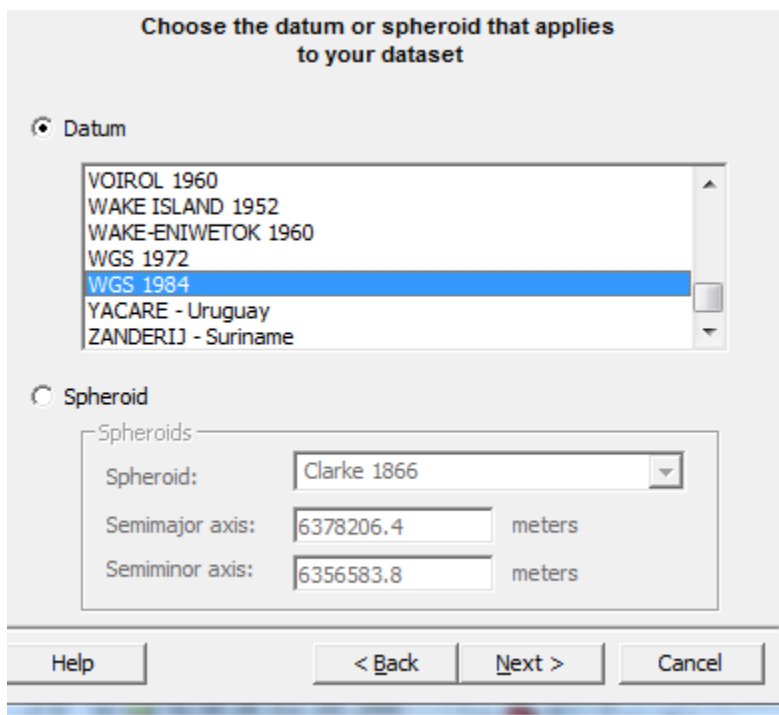 Choose the datum or spheroid that applies
to your dataset
Datum
VOIROL 1960
WAKE ISLAND 1952
WAKE-ENIWETOK 1960
WGS 1972
WGS 1984
YACARE - Uruguay
ZANDERIJ - Suriname
Spheroid
Spheroids
Spheroid: Clarke 1866
Semimajor axis: 6378206.4 meters
Semiminor axis: 6356583.8 meters
Help < Back Next > Cancel